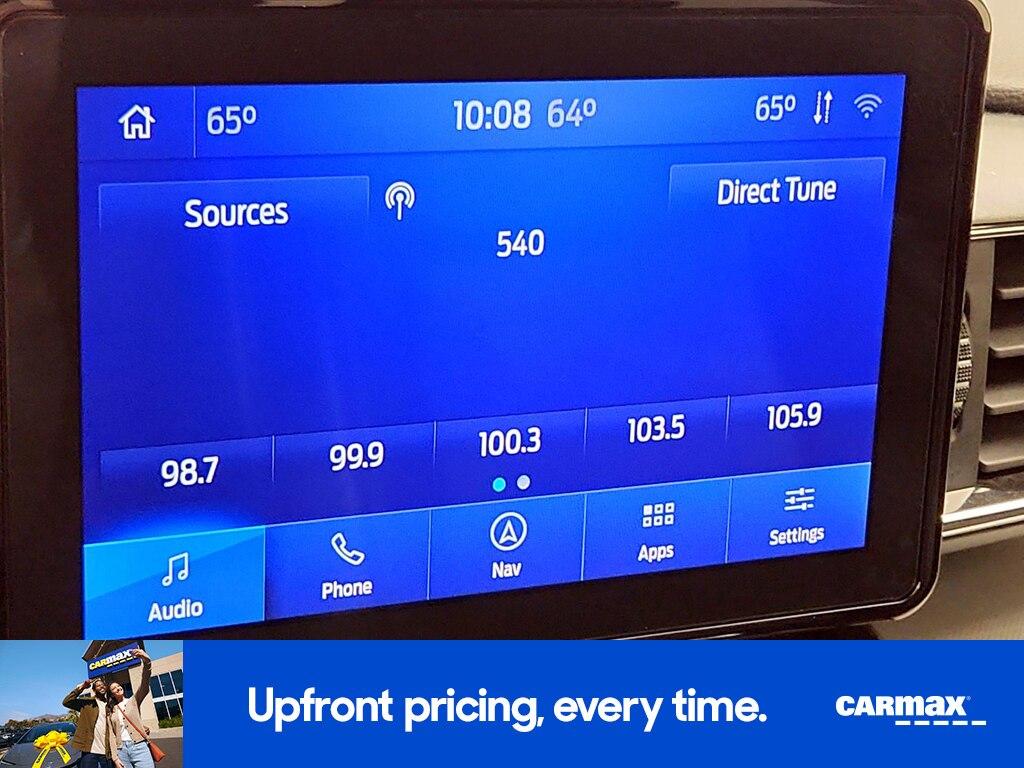 65º 10:08 64º 65º
Sources
Direct Tune
540
98.7 99.9 100.3 103.5 105.9
Audio Phone Nav Apps Settings
CARMAX
Upfront pricing, every time.
CARMAX